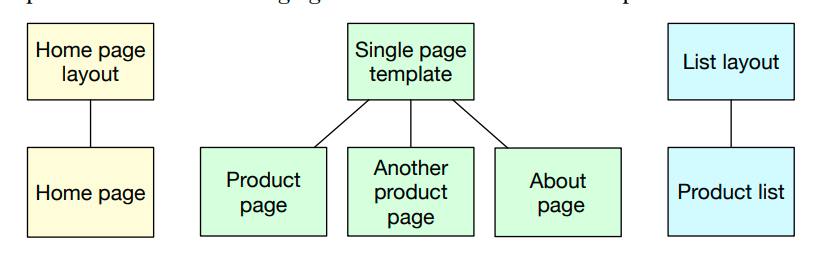 Home page
layout
Single page
template
List layout
Home page
Product
page
Another
product
page
About
page
Product list